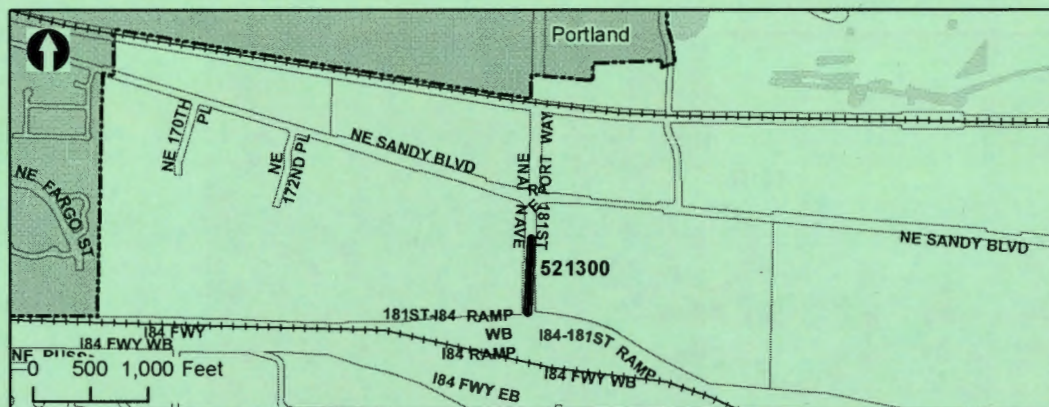 Portland
NE 170TH
PL
NE
172ND PL
NE SANDY BLVD
PORT WAY
NE 181ST
AVE
NE FARGO ST
521300
NE SANDY BLVD
181ST-I84 RAMP
WB
I84-181ST RAMP
I84 FWY
I84 FWY WB
I84 RAMP
I84 FWY WB
I84 FWY EB
0 500 1,000 Feet